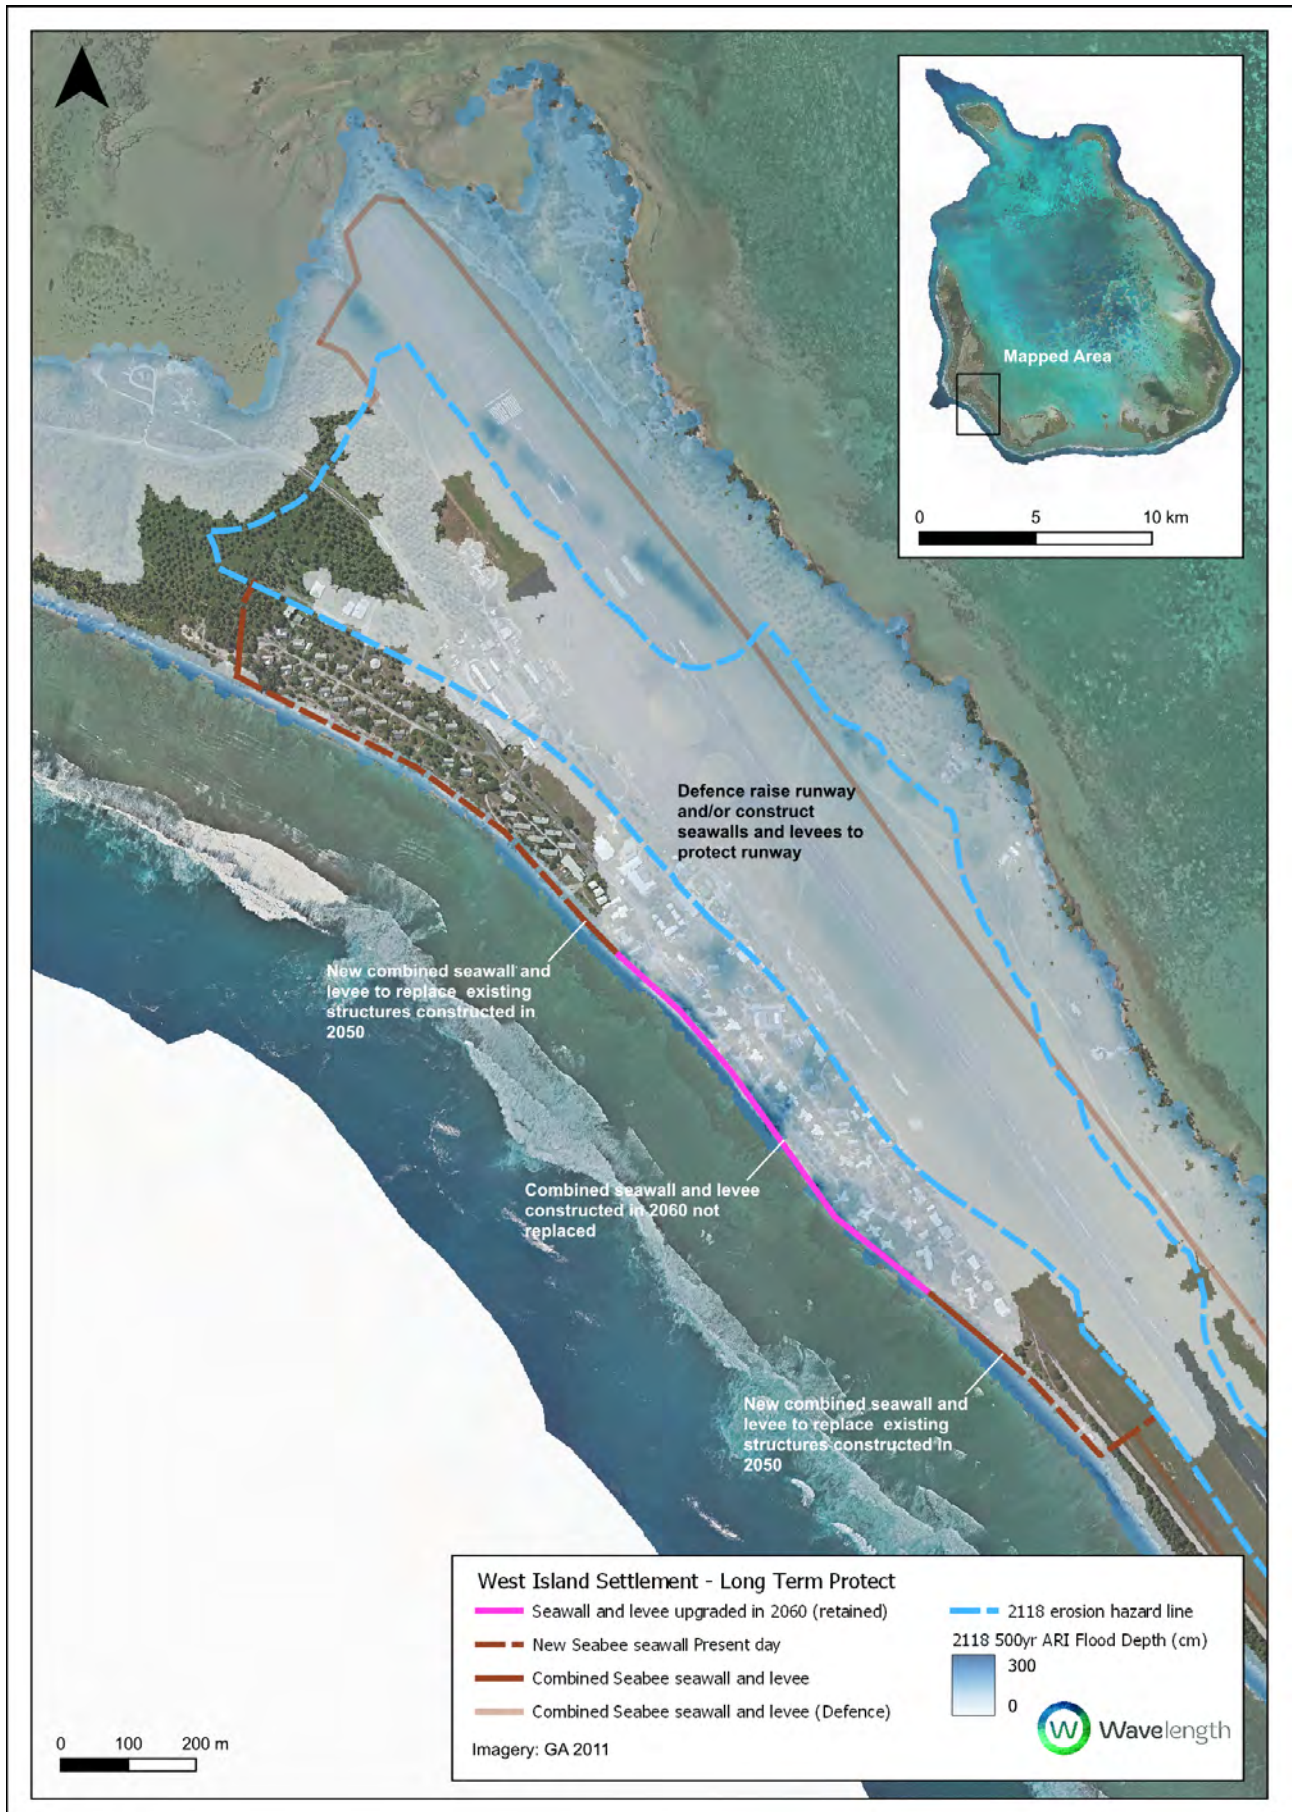 Mapped Area
0 5 10 km
Defence raise runway
and/or construct
seawalls and levees to
protect runway
New combined seawall and
levee to replace existing
structures constructed in
2050
Combined seawall and levee
constructed in 2060 not
replaced
New combined seawall and
levee to replace existing
structures constructed in
2050
West Island Settlement - Long Term Protect
Seawall and levee upgraded in 2060 (retained)
New Seabee seawall Present day
Combined Seabee seawall and levee
Combined Seabee seawall and levee (Defence)
Imagery: GA 2011
2118 erosion hazard line
2118 500yr ARI Flood Depth (cm)
300
0
W Wavelength
0 100 200 m